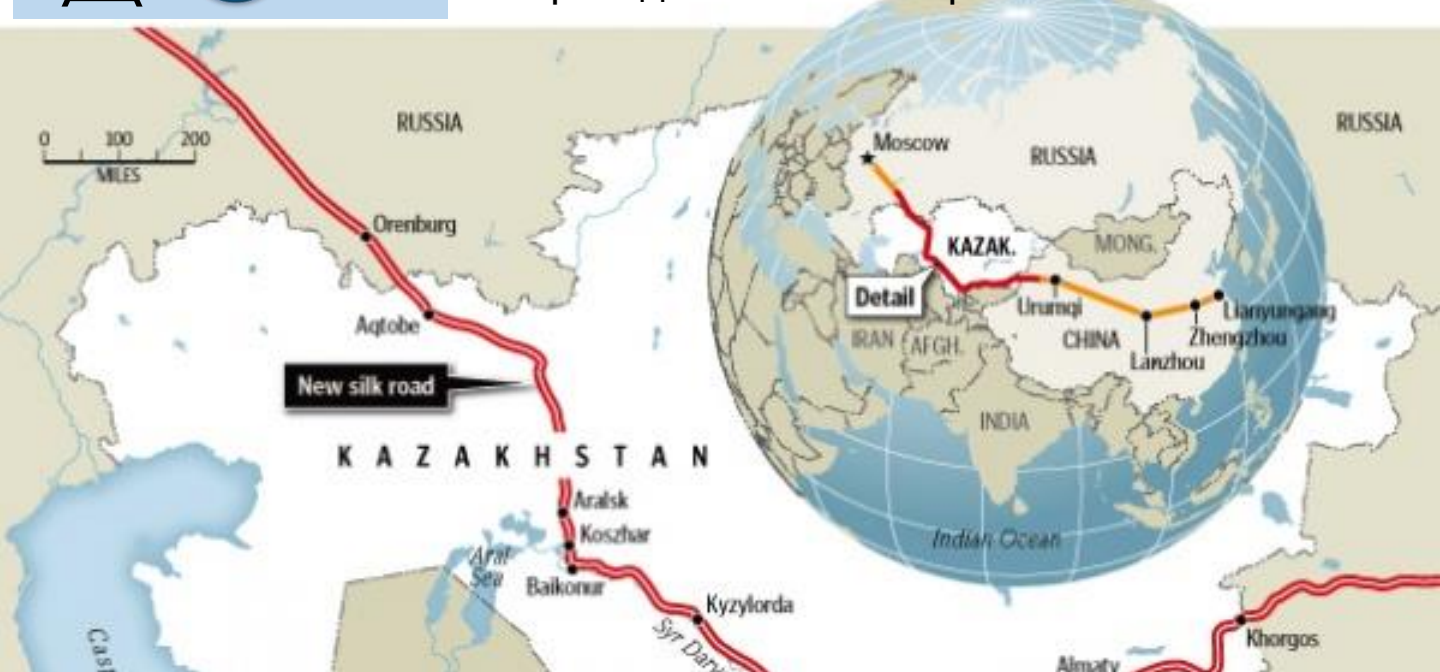 RUSSIA
0 100 200
MILES
Orenburg
Aqtobe
New silk road
KAZAKHSTAN
Aralsk
Koszhar
Aral
Sea
Baikonur
Kyzylorda
Syr
Moscow
RUSSIA
KAZAK.
MONG.
Detail
Urumqi
Lianyungang
IRAN
AFGH.
CHINA
Zhengzhou
Lanzhou
INDIA
Indian Ocean
RUSSIA
Khorgos
Almaty